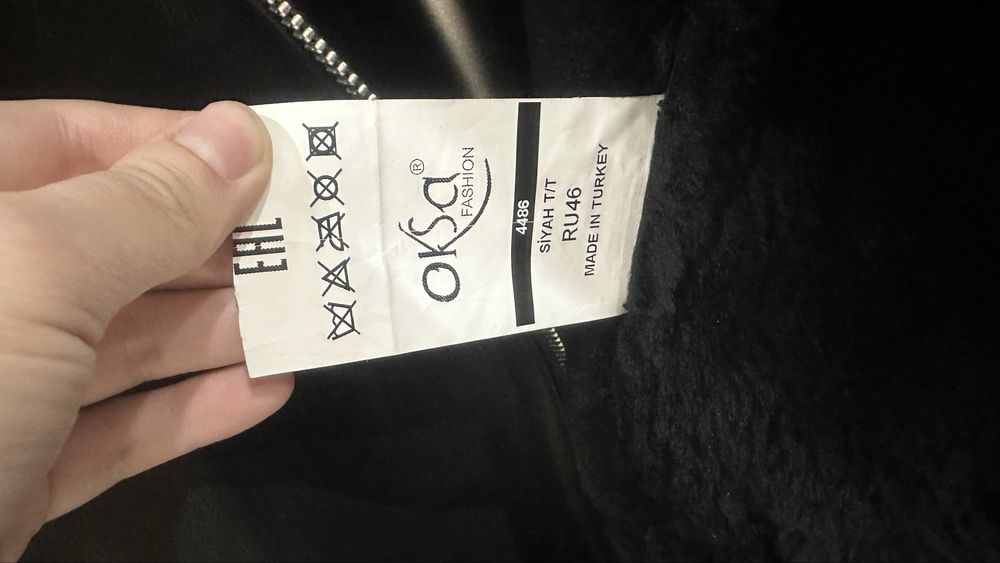 EAC
oksa®
FASHION
4486
SİYAH T/T
RU46
MADE IN TURKEY